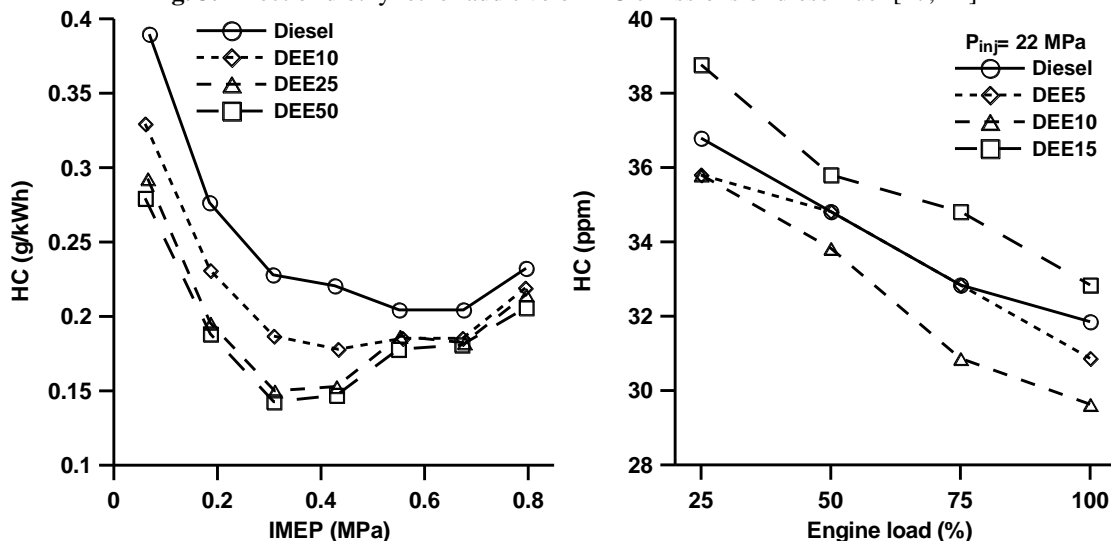 0.4
0.35
0.3
0.25
0.2
0.15
0.1
HC (g/kWh)
0
0.2
0.4
0.6
0.8
IMEP (MPa)
Diesel
DEE10
DEE25
DEE50
40
38
36
34
32
30
28
HC (ppm)
25
50
75
100
Engine load (%)
Pinj= 22 MPa
Diesel
DEE5
DEE10
DEE15